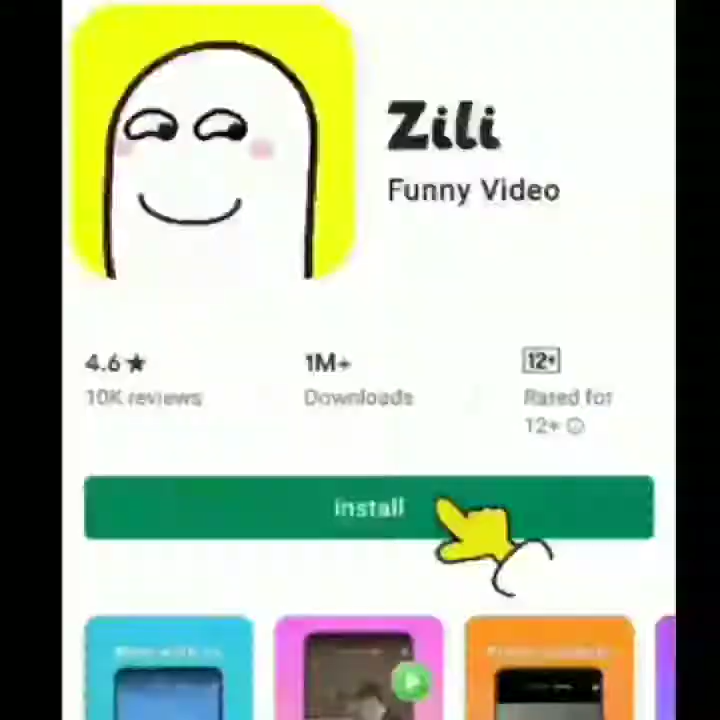 Zili
Funny Video
4.6★
1M+
12+
10K reviews
Downloads
Rated for
12+
Install